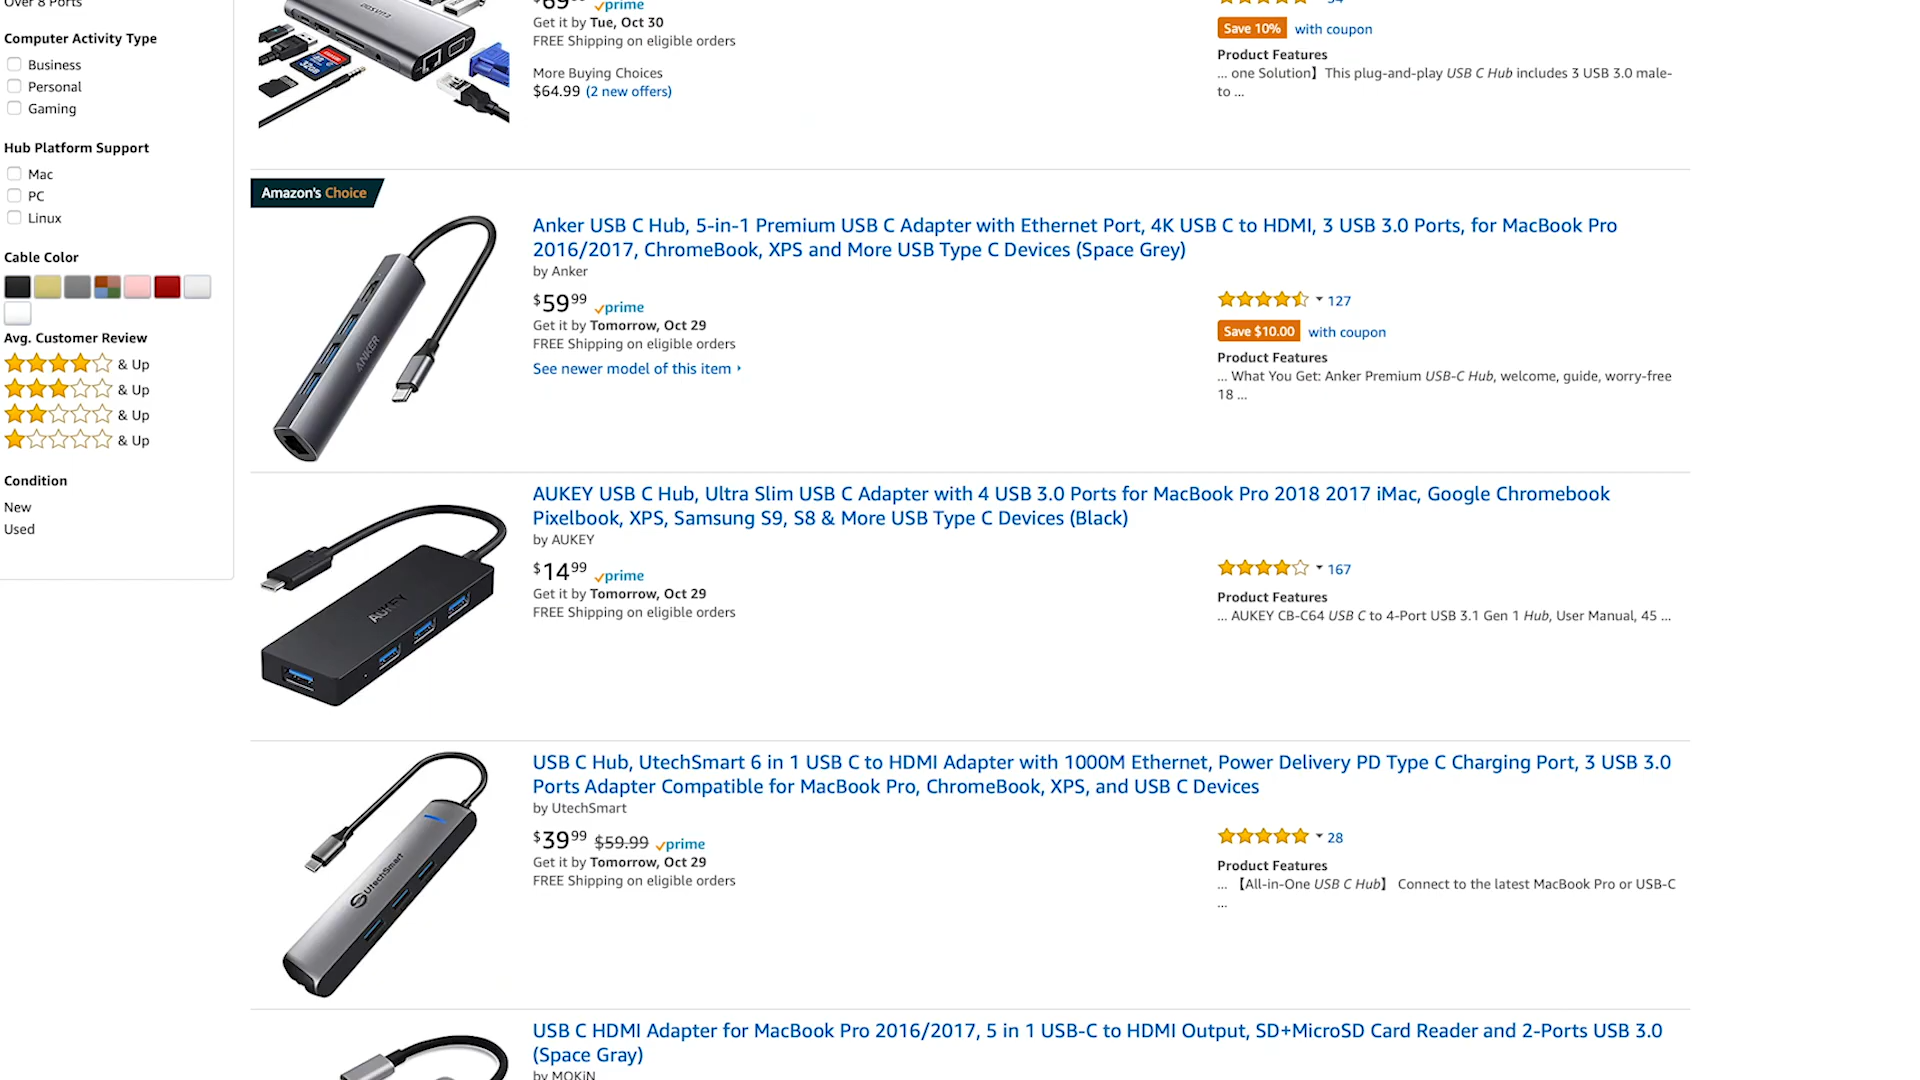 Over 8 Ports
Computer Activity Type
Business
Personal
Gaming
Hub Platform Support
Mac
PC
Linux
Cable Color
Avg. Customer Review
& Up
& Up
& Up
& Up
Condition
New
Used
$69 prime
Get it by Tue, Oct 30
FREE Shipping on eligible orders
More Buying Choices
$64.99 (2 new offers)
Save 10% with coupon
Product Features
... one Solution】This plug-and-play USB C Hub includes 3 USB 3.0 male-
to ...
Amazon's Choice
ANKER
Anker USB C Hub, 5-in-1 Premium USB C Adapter with Ethernet Port, 4K USB C to HDMI, 3 USB 3.0 Ports, for MacBook Pro
2016/2017, ChromeBook, XPS and More USB Type C Devices (Space Grey)
by Anker
$59 99 prime
Get it by Tomorrow, Oct 29
FREE Shipping on eligible orders
See newer model of this item
127
Save $10.00 with coupon
Product Features
... What You Get: Anker Premium USB-C Hub, welcome, guide, worry-free
18 ...
AUKEY
AUKEY USB C Hub, Ultra Slim USB C Adapter with 4 USB 3.0 Ports for MacBook Pro 2018 2017 iMac, Google Chromebook
Pixelbook, XPS, Samsung S9, S8 & More USB Type C Devices (Black)
by AUKEY
$14 99 prime
Get it by Tomorrow, Oct 29
FREE Shipping on eligible orders
167
Product Features
... AUKEY CB-C64 USB C to 4-Port USB 3.1 Gen 1 Hub, User Manual, 45 ...
UtechSmart
USB C Hub, UtechSmart 6 in 1 USB C to HDMI Adapter with 1000M Ethernet, Power Delivery PD Type C Charging Port, 3 USB 3.0
Ports Adapter Compatible for MacBook Pro, ChromeBook, XPS, and USB C Devices
by UtechSmart
$39 99 $59.99 prime
Get it by Tomorrow, Oct 29
FREE Shipping on eligible orders
28
Product Features
... 【All-in-One USB C Hub】 Connect to the latest MacBook Pro or USB-C
...
USB C HDMI Adapter for MacBook Pro 2016/2017, 5 in 1 USB-C to HDMI Output, SD+MicroSD Card Reader and 2-Ports USB 3.0
(Space Gray)
by MOKiN